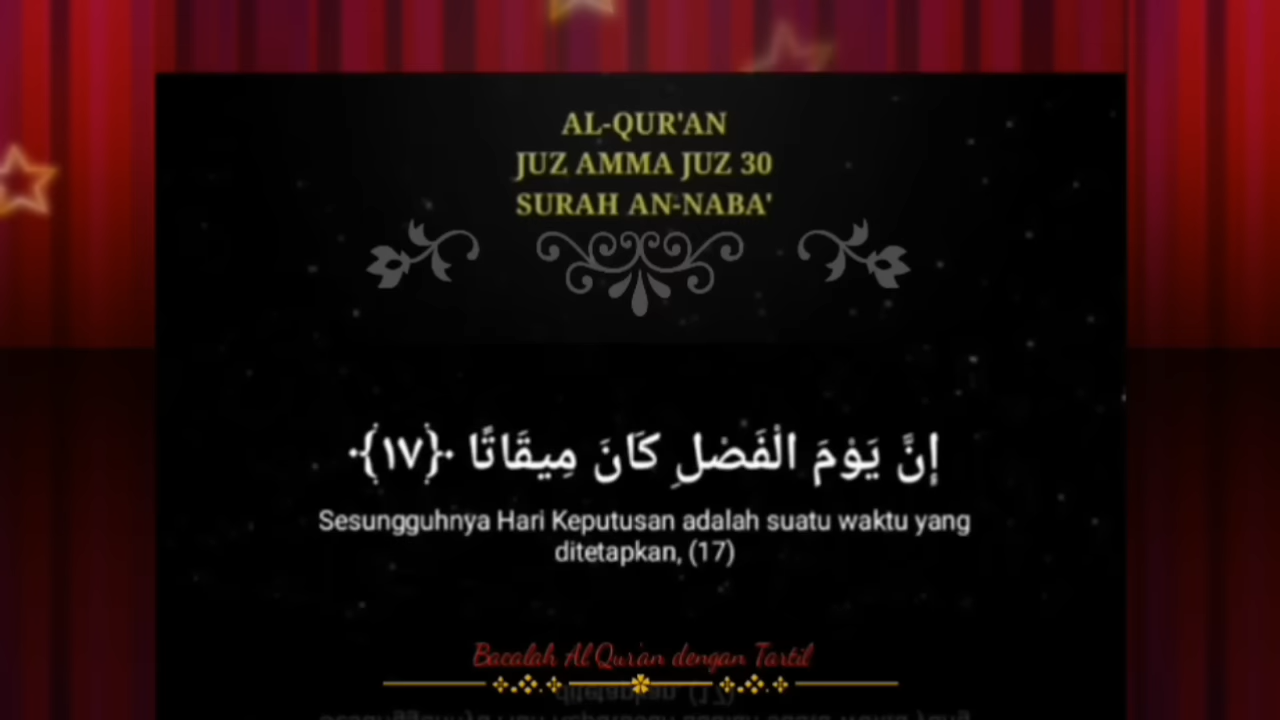 AL-QUR'AN
JUZ AMMA JUZ 30
SURAH AN-NABA'
إِنَّ يَوْمَ الْفَصْلِ كَانَ مِيقَاتًا ﴿١٧﴾
Sesungguhnya Hari Keputusan adalah suatu waktu yang
ditetapkan, (17)
Bacalah Al Qur'an dengan Tartil